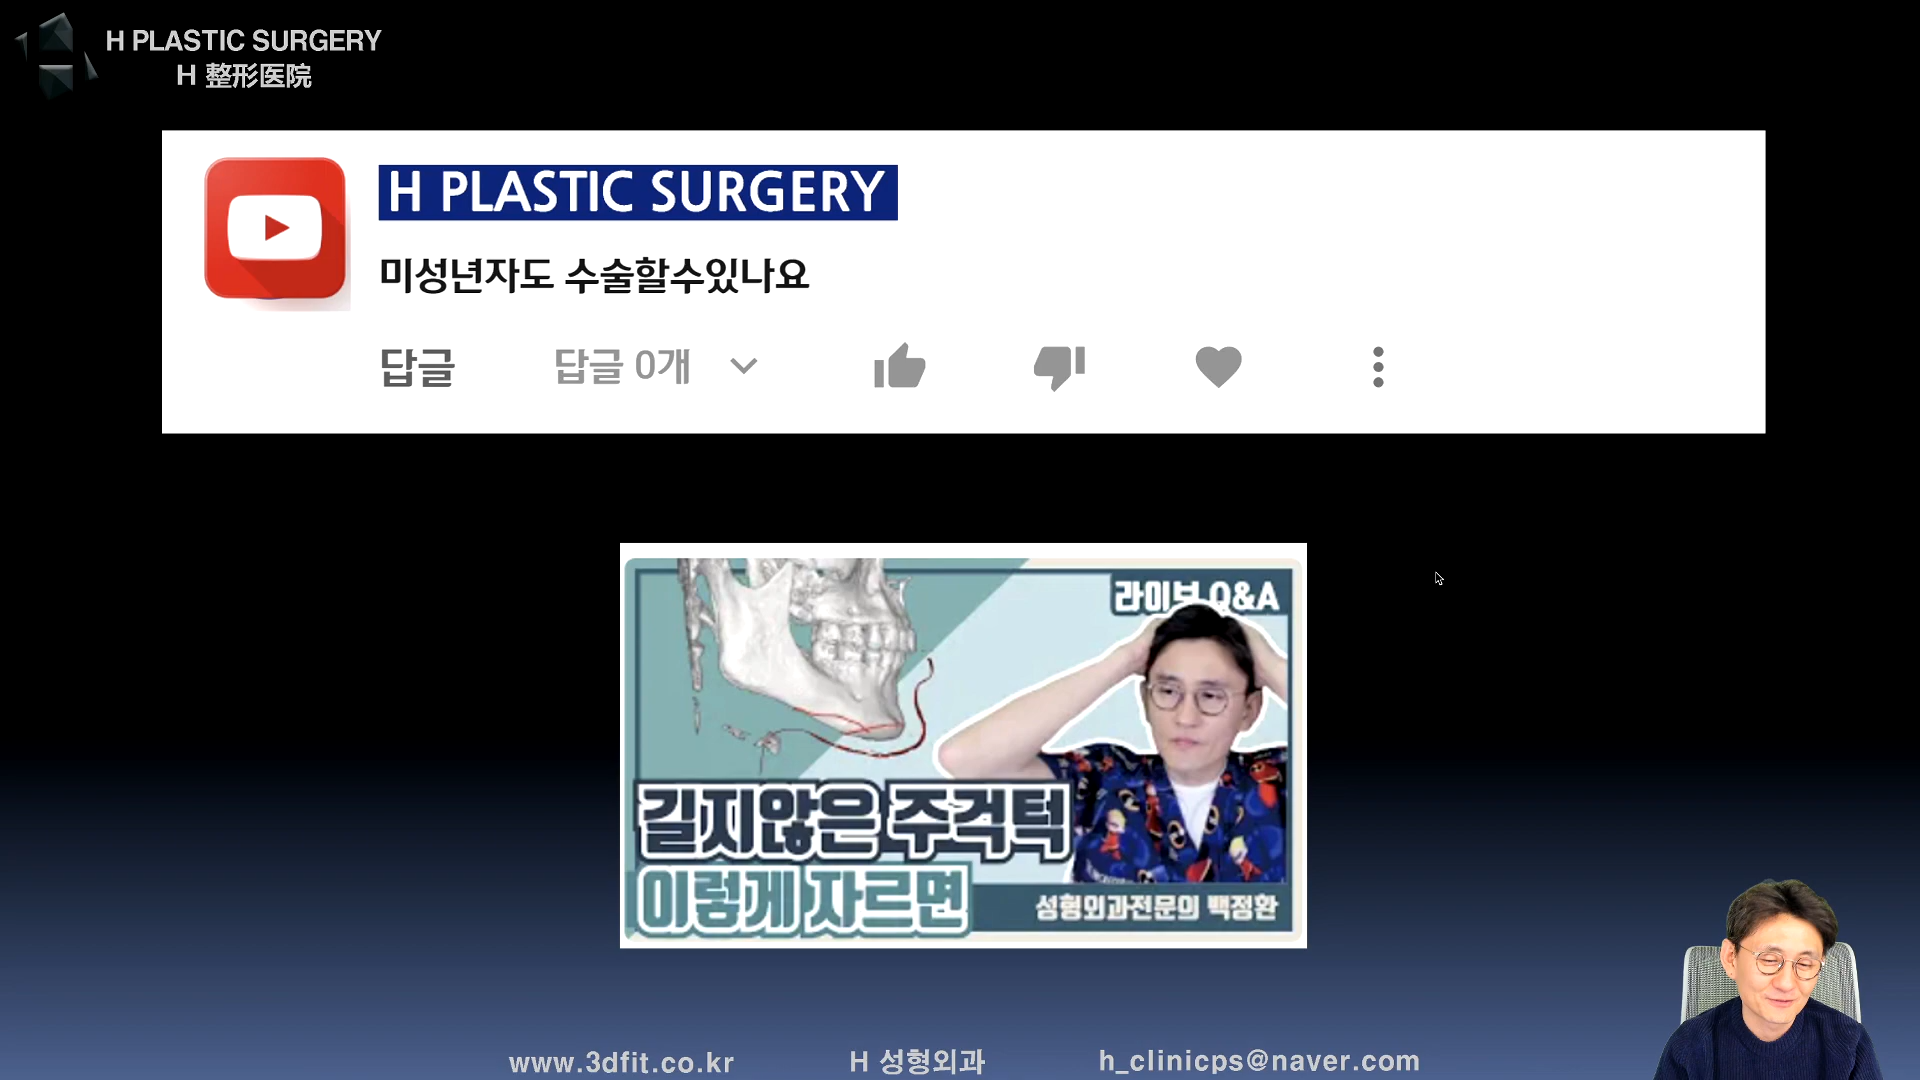 H PLASTIC SURGERY
H 整形医院
H PLASTIC SURGERY
미성년자도 수술할수있나요
답글
답글 0개
라이브 Q&A
길지않은 주걱턱
이렇게 자르면
성형외과전문의 백정환
www.3dfit.co.kr
H 성형외과
h_clinicps@naver.com